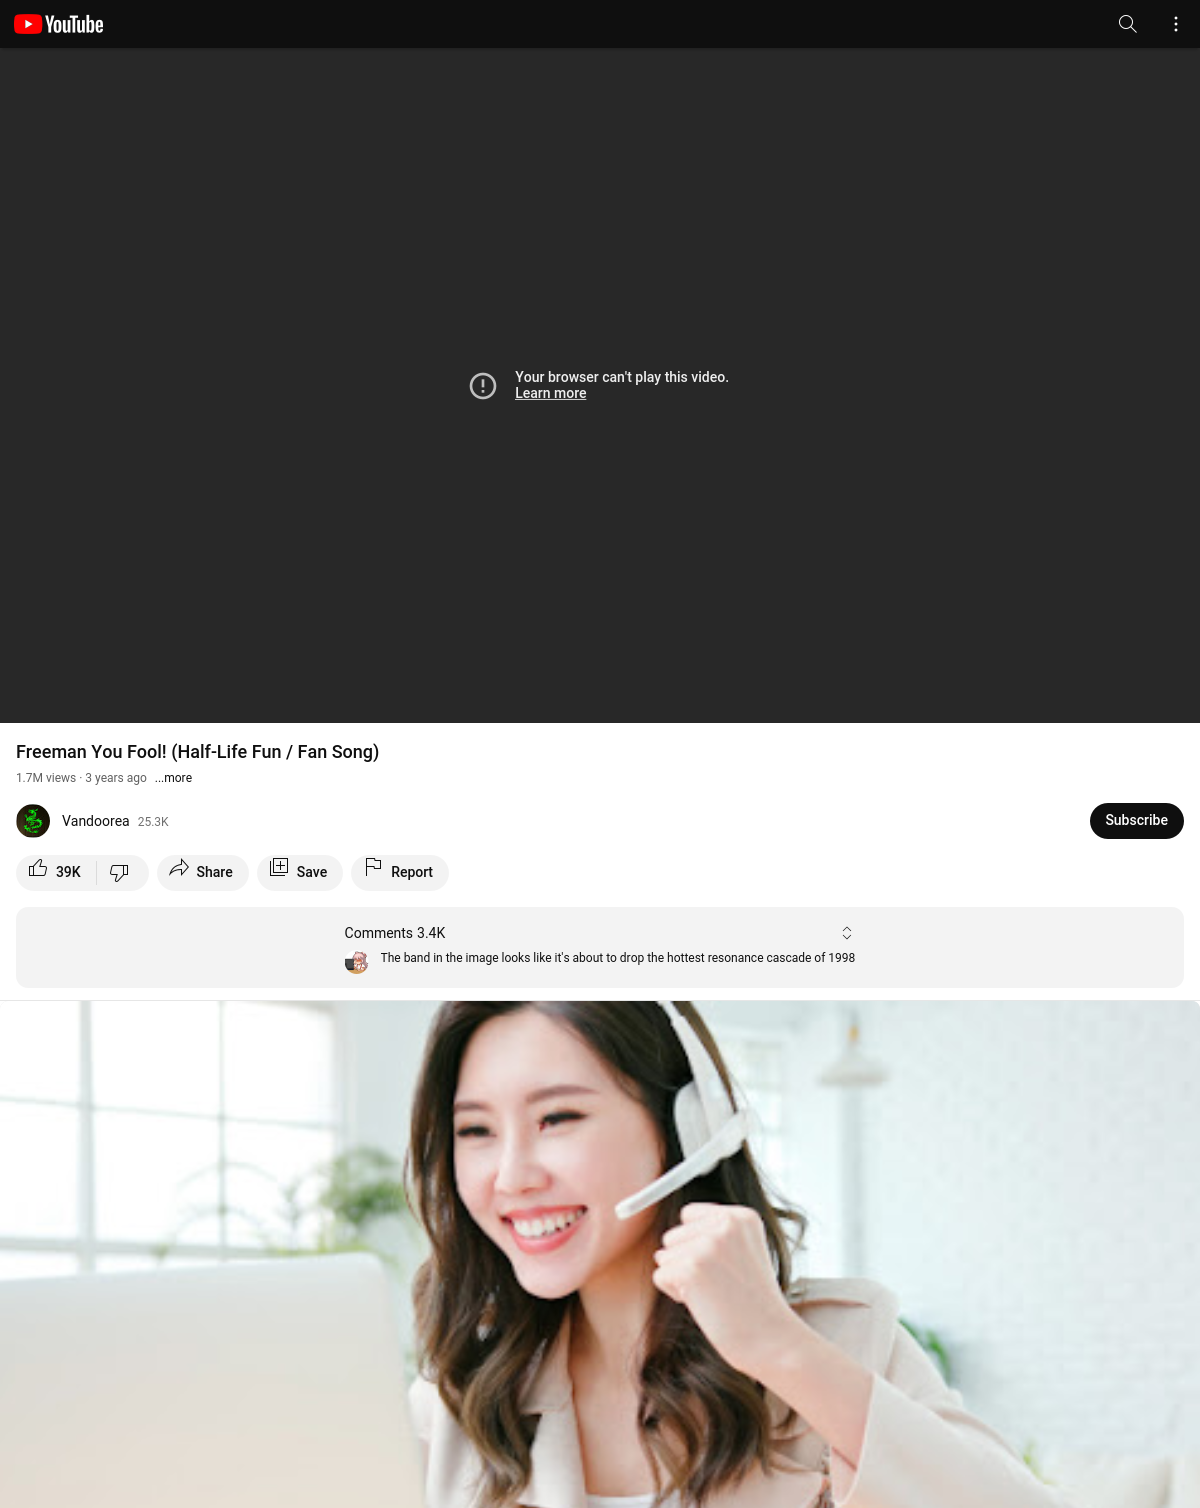 YouTube
Your browser can't play this video.
Learn more
Freeman You Fool! (Half-Life Fun / Fan Song)
1.7M views · 3 years ago ...more
Vandoorea 25.3K
Subscribe
39K
Share
Save
Report
Comments 3.4K
The band in the image looks like it's about to drop the hottest resonance cascade of 1998